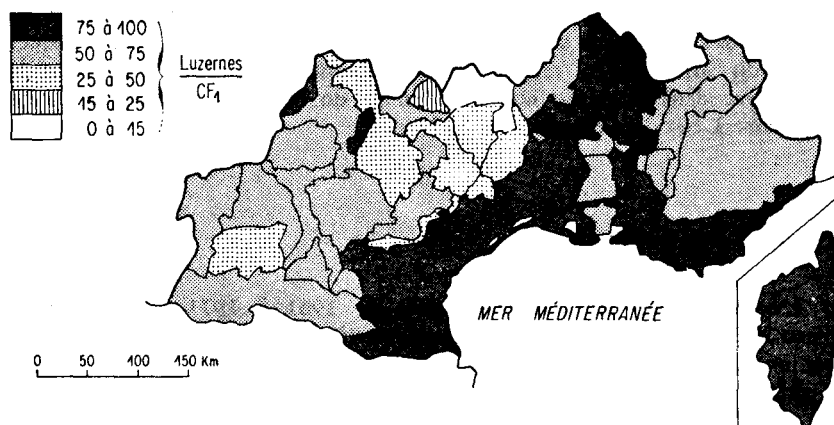 75 à 100
50 à 75
25 à 50
15 à 25
0 à 15
Luzernes
CF1
MER MÉDITERRANÉE
0 50 100 150 Km